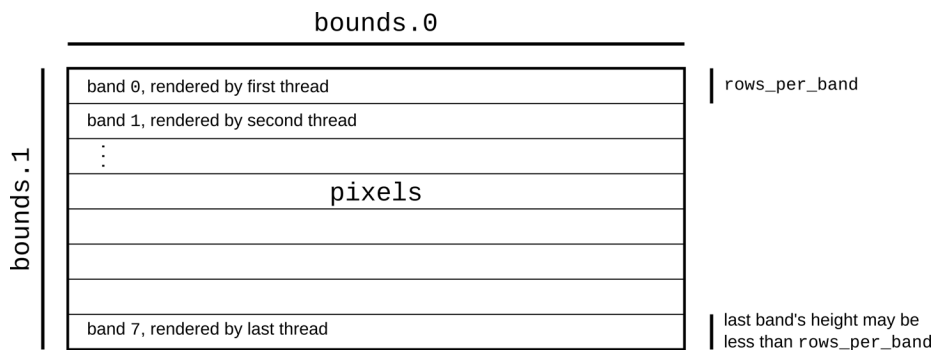 bounds.0
bounds.1
band 0, rendered by first thread
rows_per_band
band 1, rendered by second thread
⋮
pixels
band 7, rendered by last thread
last band's height may be
less than rows_per_band